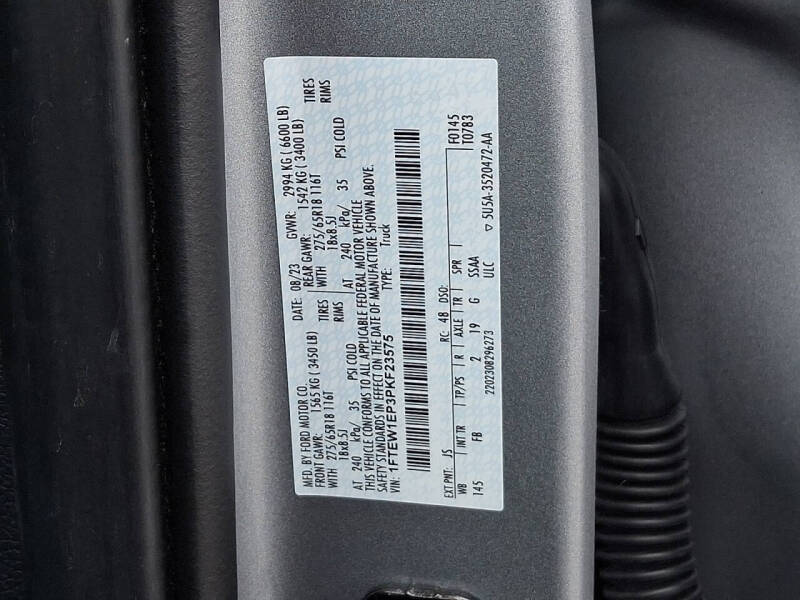 MFD. BY FORD MOTOR CO. DATE: 08/23 GVWR: 2994 KG ( 6600 LB)
FRONT GAWR: 1565 KG ( 3450 LB) REAR GAWR: 1542 KG ( 3400 LB)
WITH 275/65R18 116T TIRES WITH 275/65R18 116T TIRES
18x8.5J RIMS 18x8.5J RIMS
AT 240 kPa/ 35 PSI COLD AT 240 kPa/ 35 PSI COLD
THIS VEHICLE CONFORMS TO ALL APPLICABLE FEDERAL MOTOR VEHICLE
SAFETY STANDARDS IN EFFECT ON THE DATE OF MANUFACTURE SHOWN ABOVE.
VIN: 1FTEW1EP3PKF23575 TYPE: Truck
EXT PNT: JS RC: 48 DSO: F0145
WB INT TR TP/PS R AXLE TR SPR T0783
145 FB 2 19 G SSAA
2202308296273 ULC ▽ 5U5A-3520472-AA